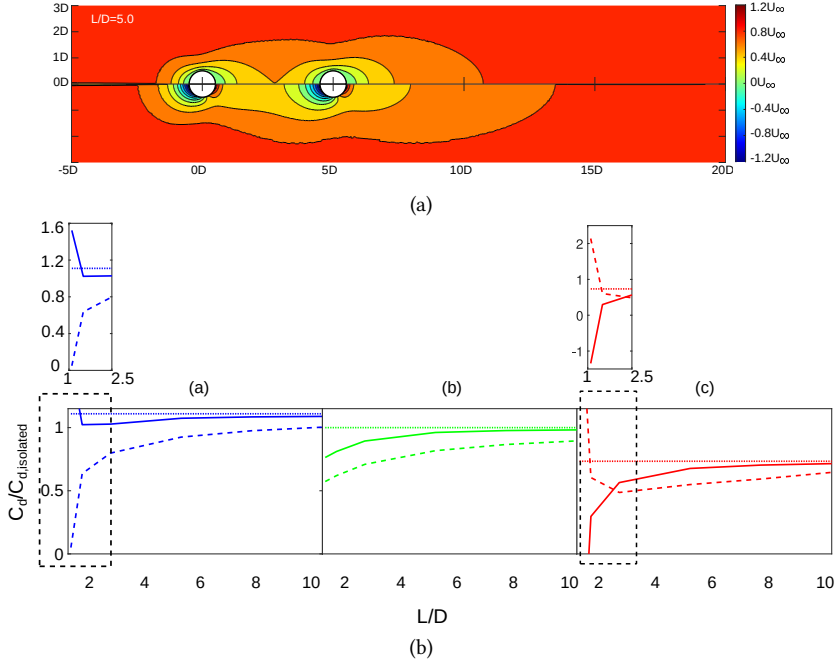 3D
2D
1D
0D
L/D=5.0
-5D 0D 5D 10D 15D 20D
1.2U∞
0.8U∞
0.4U∞
0U∞
-0.4U∞
-0.8U∞
-1.2U∞
(a)
1.6
1.2
0.8
0.4
0
1 2.5
2
1
0
-1
1 2.5
(a) (b) (c)
1
0.5
0
Cd/Cd,isolated
2 4 6 8 10 2 4 6 8 10 2 4 6 8 10
L/D
(b)